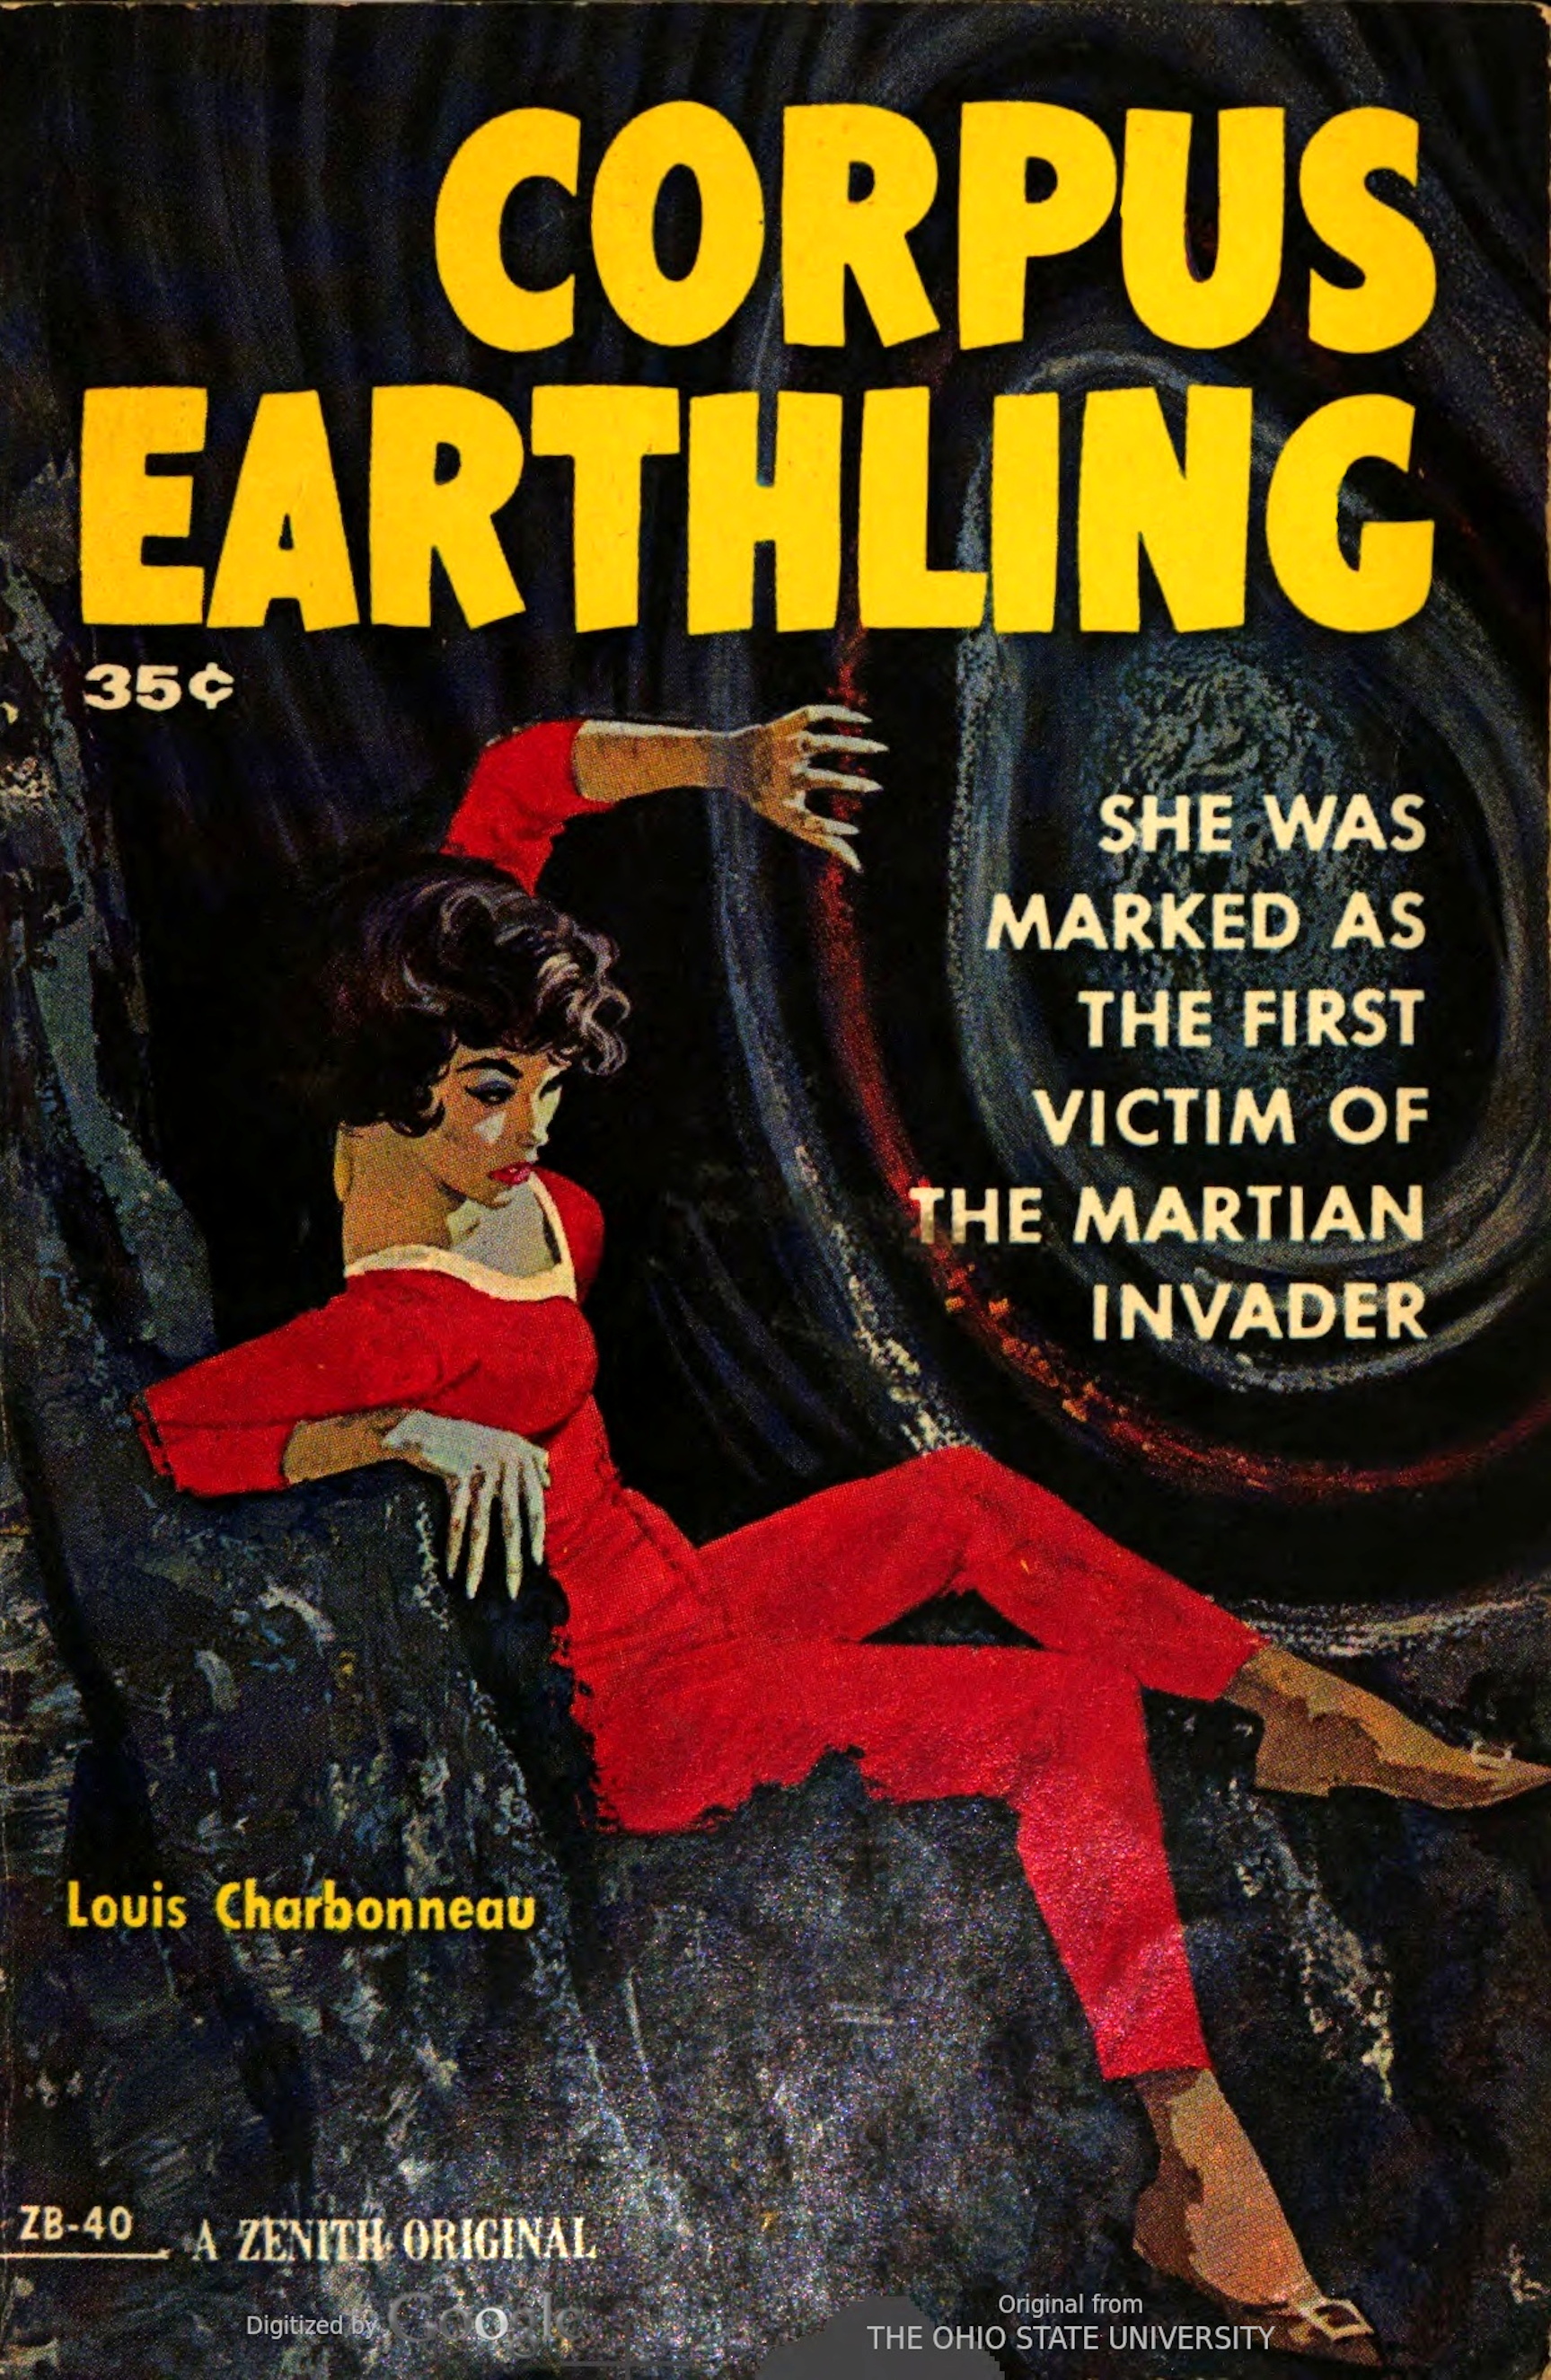 CORPUS
EARTHLING
35¢
SHE WAS
MARKED AS
THE FIRST
VICTIM OF
THE MARTIAN
INVADER
Louis Charbonneau
ZB-40
A ZENITH ORIGINAL
Digitized by Google
Original from
THE OHIO STATE UNIVERSITY